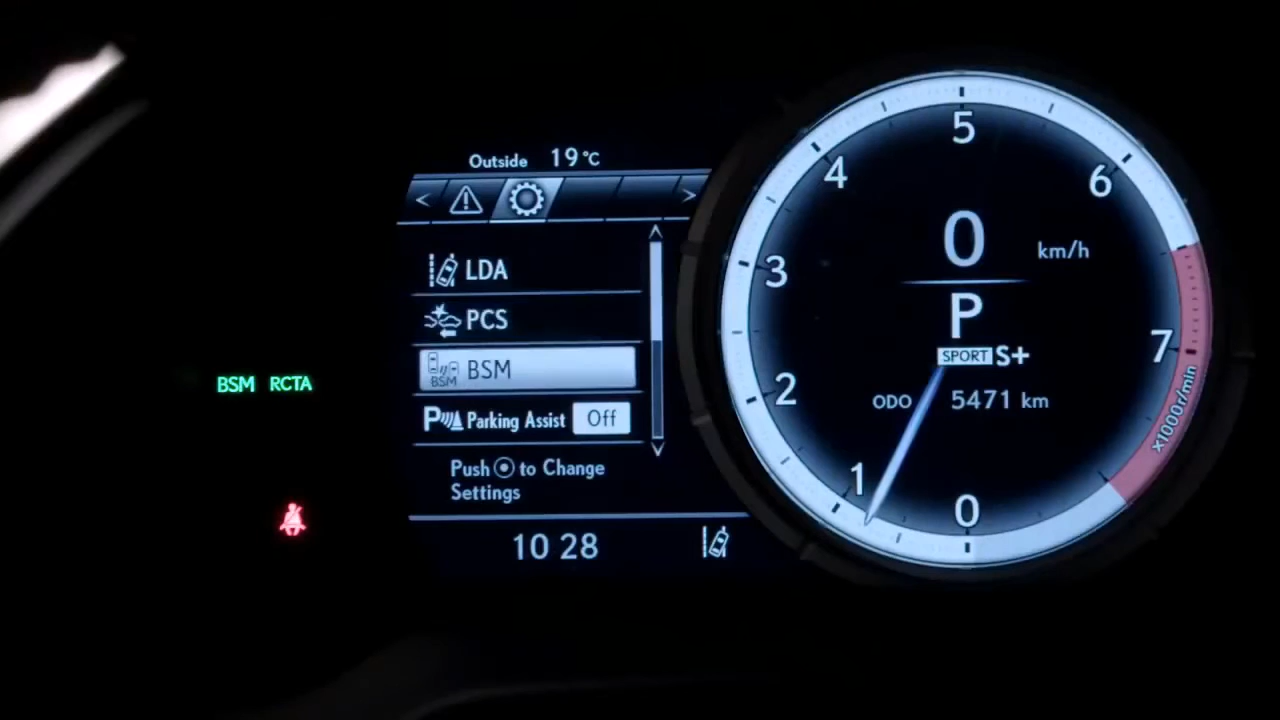 Outside 19°C
< >
LDA
PCS
BSM BSM
P Parking Assist Off
Push to Change
Settings
10 28
BSM RCTA
0 1 2 3 4 5 6 7
x1000r/min
0 km/h
P
SPORT S+
ODO 5471 km